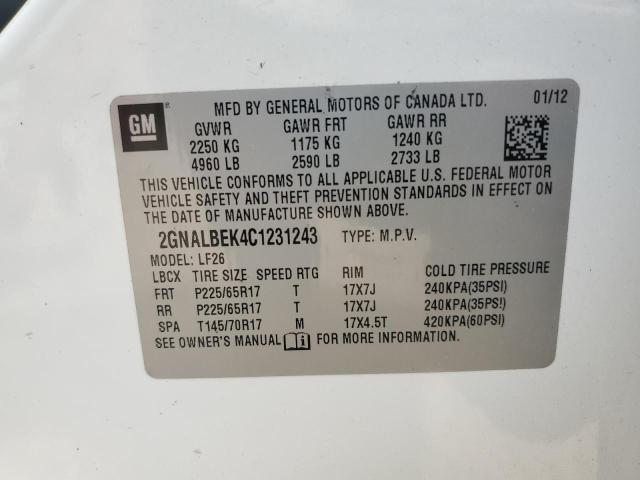 MFD BY GENERAL MOTORS OF CANADA LTD. 01/12
GM
GVWR GAWR FRT GAWR RR
2250 KG 1175 KG 1240 KG
4960 LB 2590 LB 2733 LB
THIS VEHICLE CONFORMS TO ALL APPLICABLE U.S. FEDERAL MOTOR
VEHICLE SAFETY AND THEFT PREVENTION STANDARDS IN EFFECT ON
THE DATE OF MANUFACTURE SHOWN ABOVE.
2GNALBEK4C1231243 TYPE: M.P.V.
MODEL: LF26
LBCX TIRE SIZE SPEED RTG RIM COLD TIRE PRESSURE
FRT P225/65R17 T 17X7J 240KPA(35PSI)
RR P225/65R17 T 17X7J 240KPA(35PSI)
SPA T145/70R17 M 17X4.5T 420KPA(60PSI)
SEE OWNER'S MANUAL FOR MORE INFORMATION.